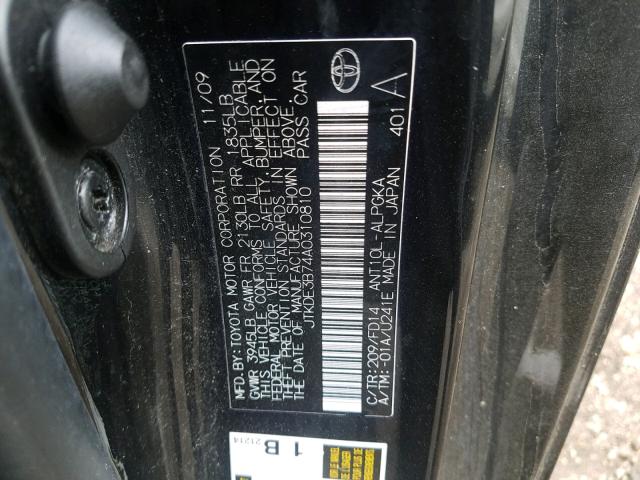 MFD. BY: TOYOTA MOTOR CORPORATION 11/09
GVWR 3945LB GAWR FR 2130LB RR 1835LB
THIS VEHICLE CONFORMS TO ALL APPLICABLE
FEDERAL MOTOR VEHICLE SAFETY, BUMPER, AND
THEFT PREVENTION STANDARDS IN EFFECT ON
THE DATE OF MANUFACTURE SHOWN ABOVE.
JTKDE3B74A0310810 PASS CAR
C/TR: 209/FD14 ANT10L-ALPGKA 401 A
A/TM: -01A/U241E MADE IN JAPAN
1 B
21214